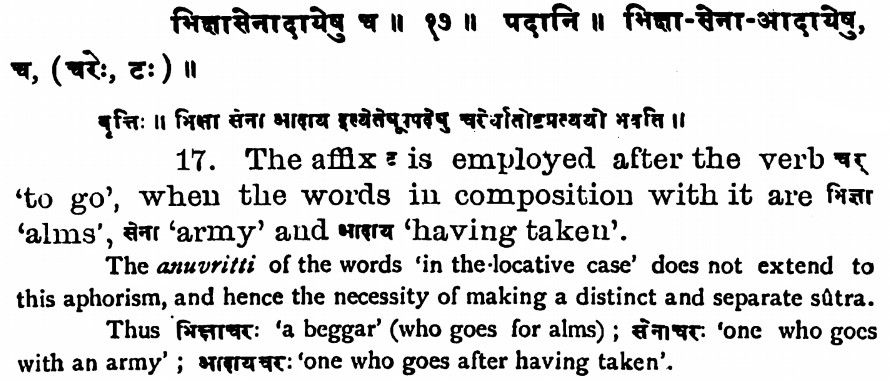 भिक्षासेनादायेषु च ॥ १७ ॥ पदानि ॥ भिक्षा-सेना-आदायेषु,
च, (चरेः, टः) ॥
वृत्तिः ॥ भिक्षा सेना आदाय इत्येतेषूपपदेषु चरेर्धातोष्टप्रत्ययो भवति ॥
17. The affix ट is employed after the verb चर्
‘to go’, when the words in composition with it are भिक्षा
‘alms’, सेना ‘army’ and आदाय ‘having taken’.
The anuvritti of the words ‘in the locative case’ does not extend to
this aphorism, and hence the necessity of making a distinct and separate sûtra.
Thus भिक्षाचरः ‘a beggar’ (who goes for alms) ; सेनाचरः ‘one who goes
with an army’ ; आदायचरः ‘one who goes after having taken’.